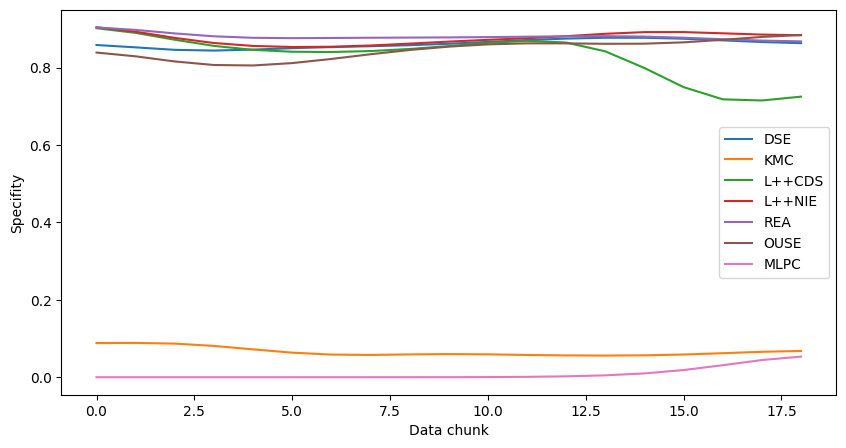 0.8
0.6
0.4
0.2
0.0
Specifity
0.0
2.5
5.0
7.5
10.0
12.5
15.0
17.5
Data chunk
DSE
KMC
L++CDS
L++NIE
REA
OUSE
MLPC